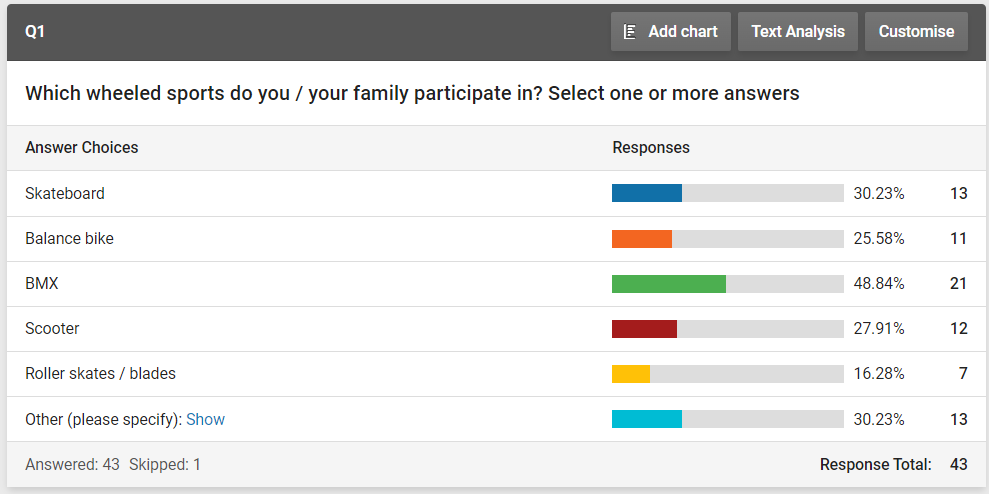 Q1 Add chart Text Analysis Customise
Which wheeled sports do you / your family participate in? Select one or more answers
Answer Choices Responses
Skateboard 30.23% 13
Balance bike 25.58% 11
BMX 48.84% 21
Scooter 27.91% 12
Roller skates / blades 16.28% 7
Other (please specify): Show 30.23% 13
Answered: 43 Skipped: 1 Response Total: 43